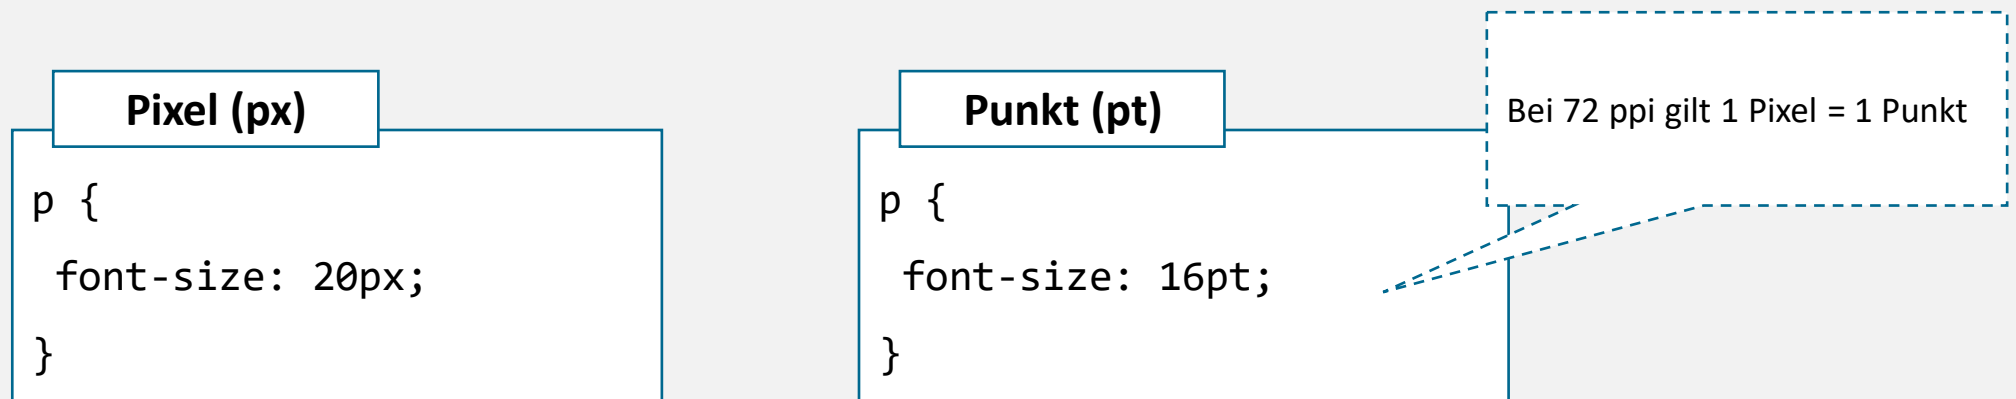 Pixel (px)
p {
font-size: 20px;
}
Punkt (pt)
p {
font-size: 16pt;
}
Bei 72 ppi gilt 1 Pixel = 1 Punkt